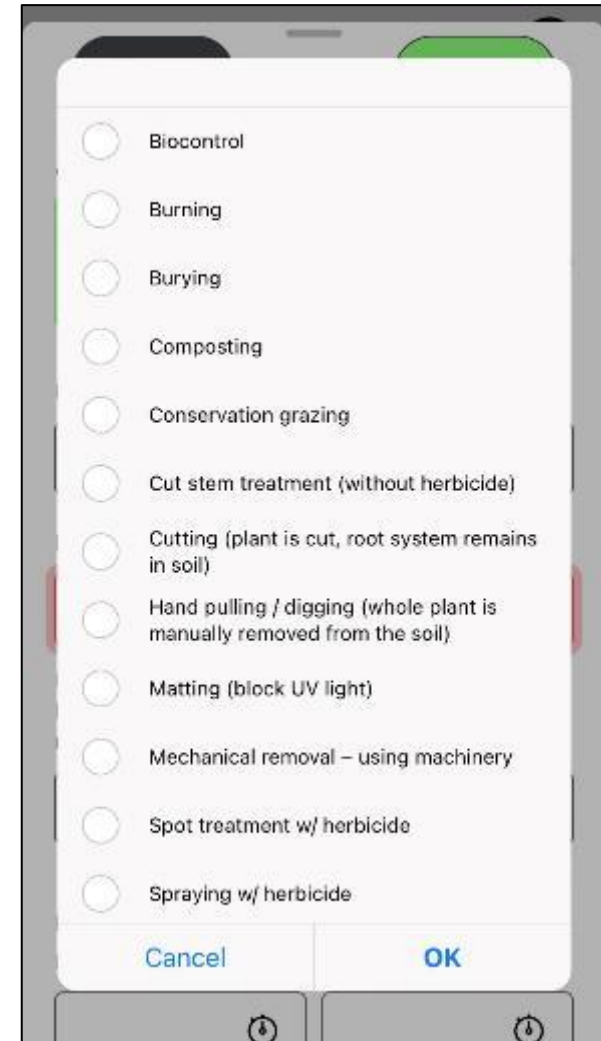 Biocontrol
Burning
Burying
Composting
Conservation grazing
Cut stem treatment (without herbicide)
Cutting (plant is cut, root system remains
in soil)
Hand pulling / digging (whole plant is
manually removed from the soil)
Matting (block UV light)
Mechanical removal – using machinery
Spot treatment w/ herbicide
Spraying w/ herbicide
Cancel OK